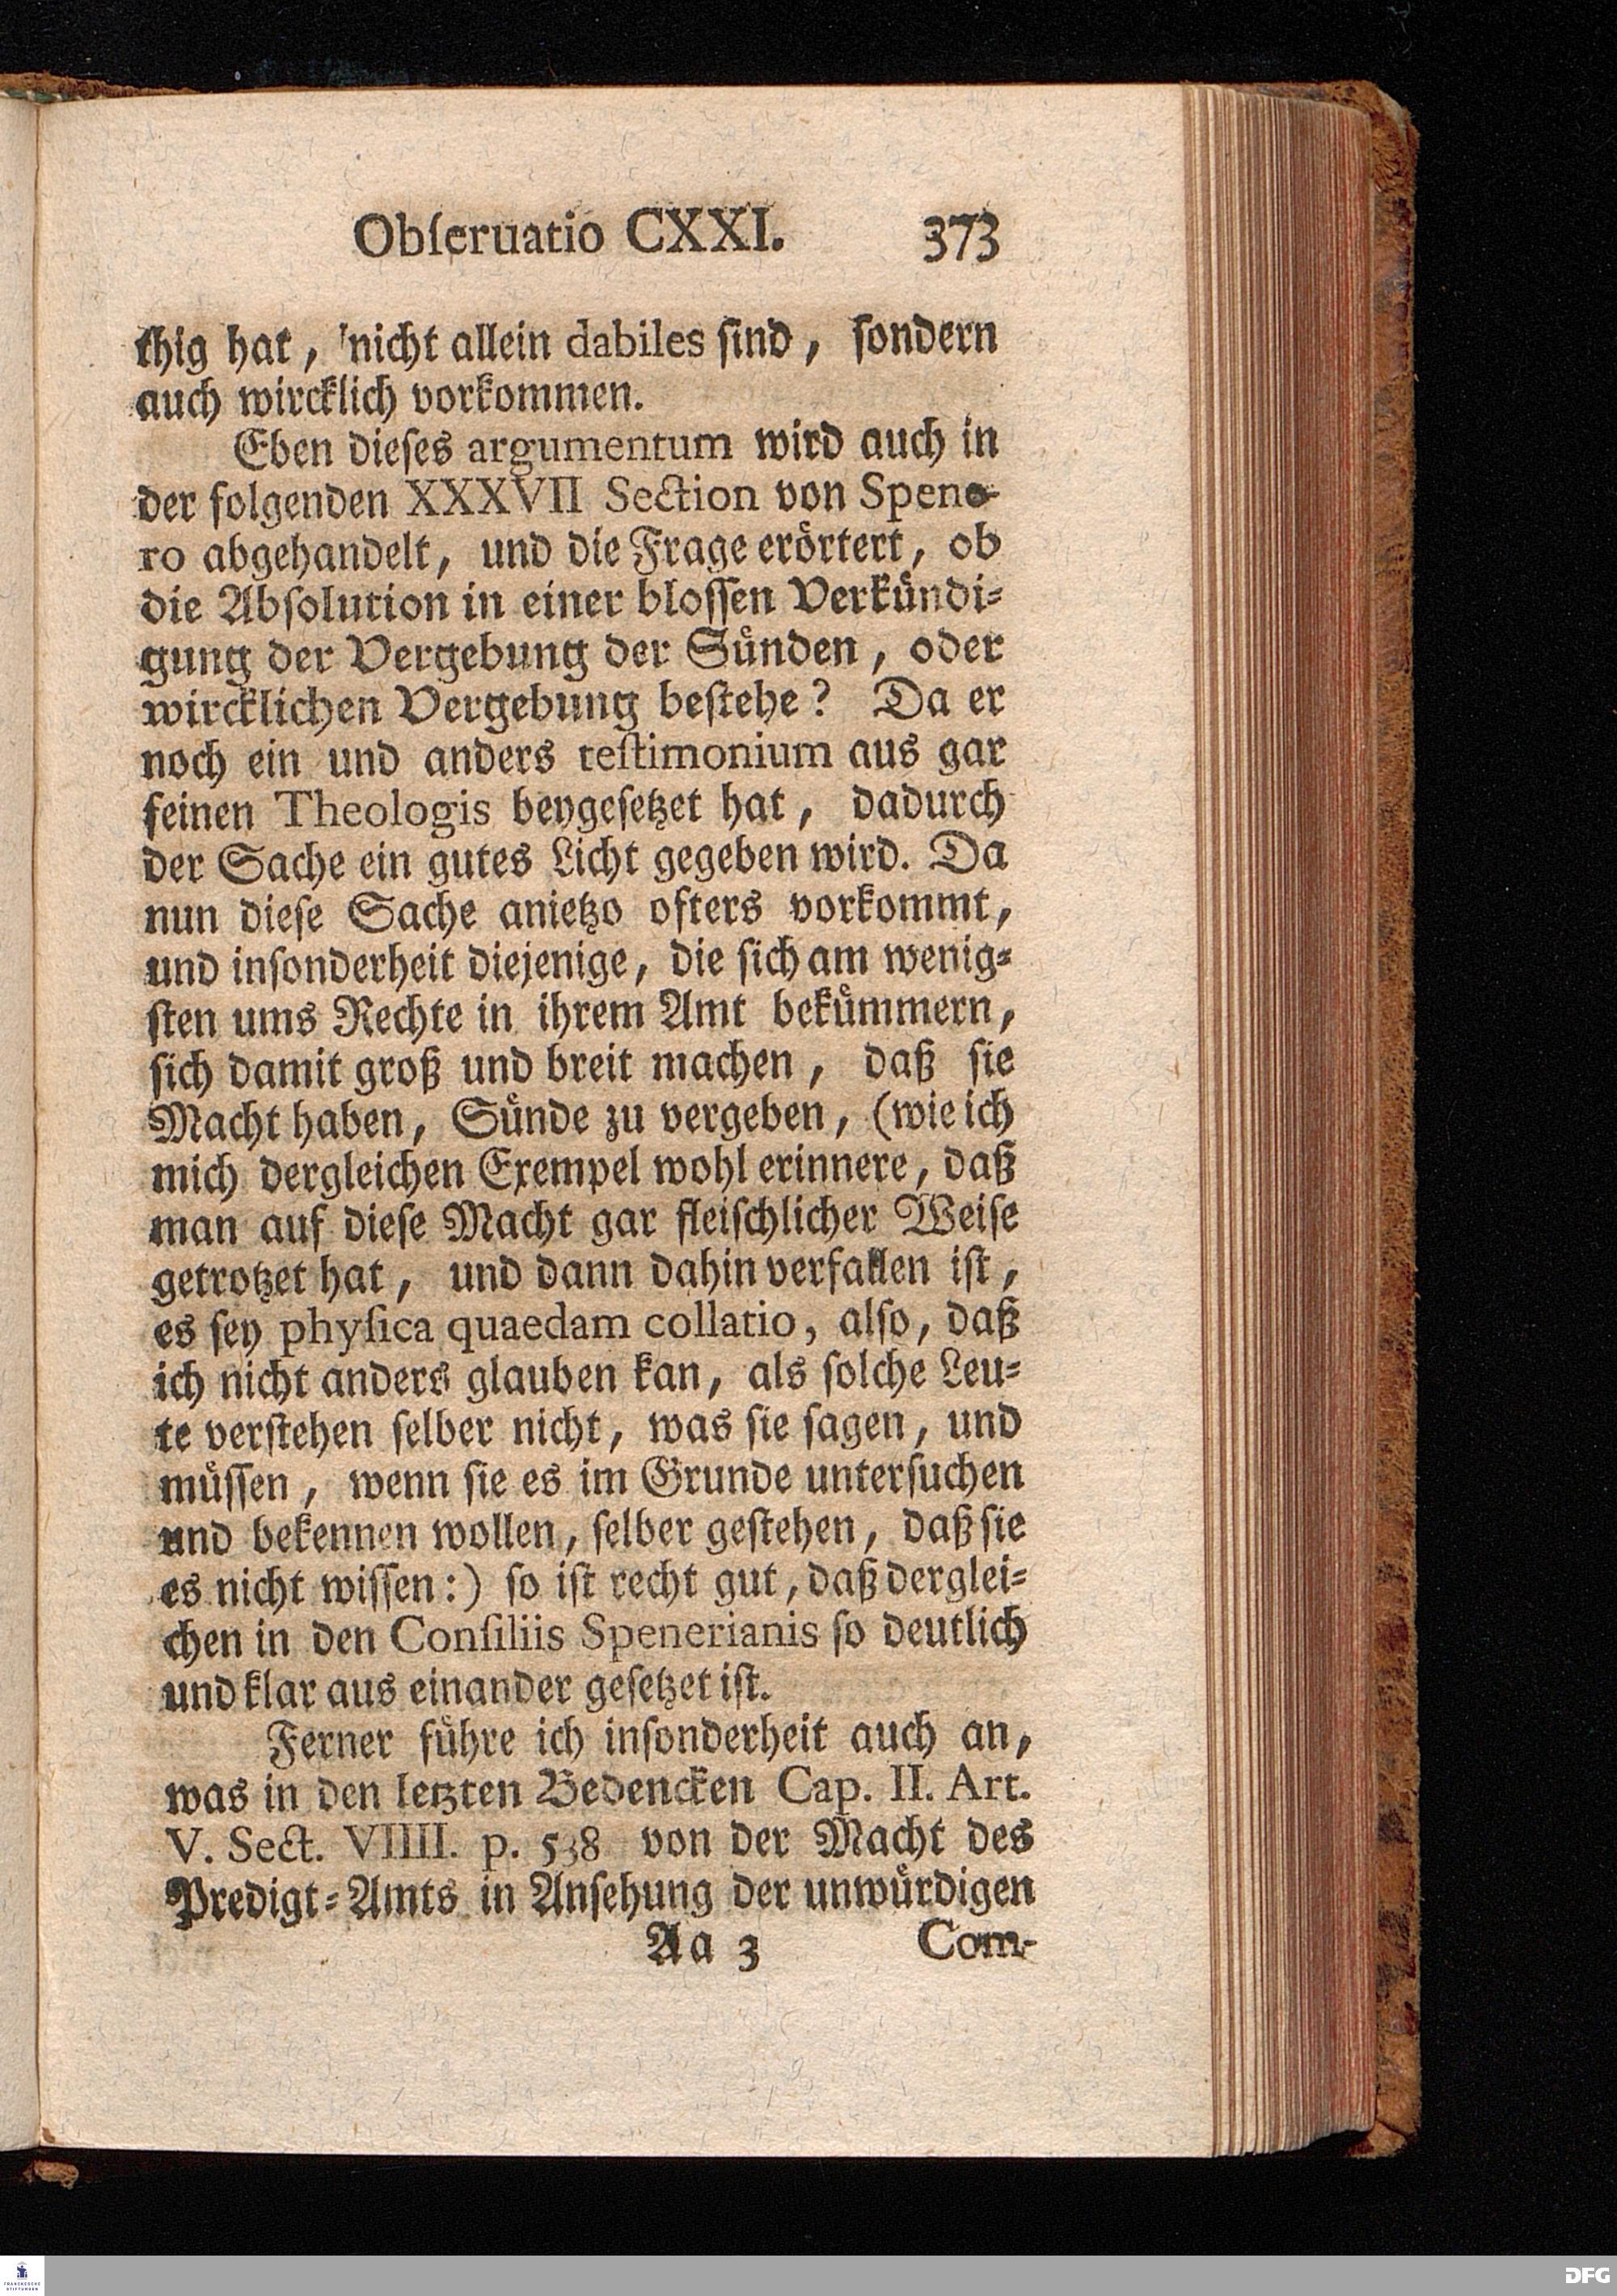 Obſeruatio CXXI. 373
thig hat, nicht allein dabiles ſind, ſondern
auch wircklich vorkommen.
Eben dieſes argumentum wird auch in
der folgenden XXXVII Section von Spene-
ro abgehandelt, und die Frage erörtert, ob
die Abſolution in einer bloſſen Verkündi-
gung der Vergebung der Sünden, oder
wircklichen Vergebung beſtehe? Da er
noch ein und anders teſtimonium aus gar
feinen Theologis beygeſetzet hat, dadurch
der Sache ein gutes Licht gegeben wird. Da
nun dieſe Sache anietzo ofters vorkommt,
und inſonderheit diejenige, die ſich am wenig-
ſten ums Rechte in ihrem Amt bekümmern,
ſich damit groß und breit machen, daß ſie
Macht haben, Sünde zu vergeben, (wie ich
mich dergleichen Exempel wohl erinnere, daß
man auf dieſe Macht gar fleiſchlicher Weiſe
getrotzet hat, und dann dahin verfallen iſt,
es ſey phyſica quaedam collatio, alſo, daß
ich nicht anders glauben kan, als ſolche Leu-
te verſtehen ſelber nicht, was ſie ſagen, und
müſſen, wenn ſie es im Grunde unterſuchen
und bekennen wollen, ſelber geſtehen, daß ſie
es nicht wiſſen:) ſo iſt recht gut, daß derglei-
chen in den Conſiliis Spenerianis ſo deutlich
und klar aus einander geſetzet iſt.
Ferner führe ich inſonderheit auch an,
was in den letzten Bedencken Cap. II. Art.
V. Sect. VIIII. p. 538 von der Macht des
Predigt-Amts in Anſehung der unwürdigen
Aa 3 Com-
FRANCKESCHE
STIFTUNGEN
DFG